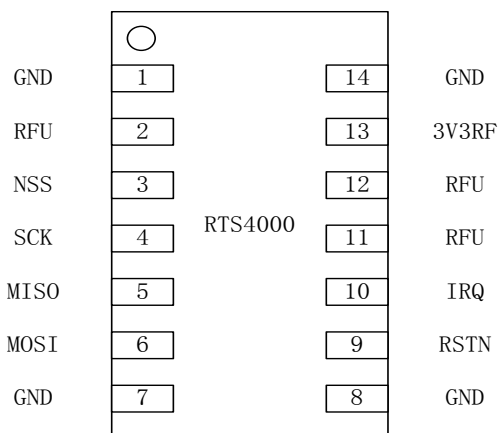 GND 1 14 GND
RFU 2 13 3V3RF
NSS 3 12 RFU
RTS4000
SCK 4 11 RFU
MISO 5 10 IRQ
MOSI 6 9 RSTN
GND 7 8 GND